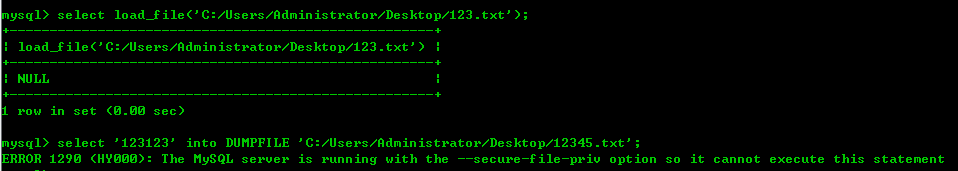 mysql> select load_file('C:/Users/Administrator/Desktop/123.txt');
+----------------------------------------------------+
| load_file('C:/Users/Administrator/Desktop/123.txt') |
+----------------------------------------------------+
| NULL                                                |
+----------------------------------------------------+
1 row in set (0.00 sec)
mysql> select '123123' into DUMPFILE 'C:/Users/Administrator/Desktop/12345.txt';
ERROR 1290 (HY000): The MySQL server is running with the --secure-file-priv option so it cannot execute this statement